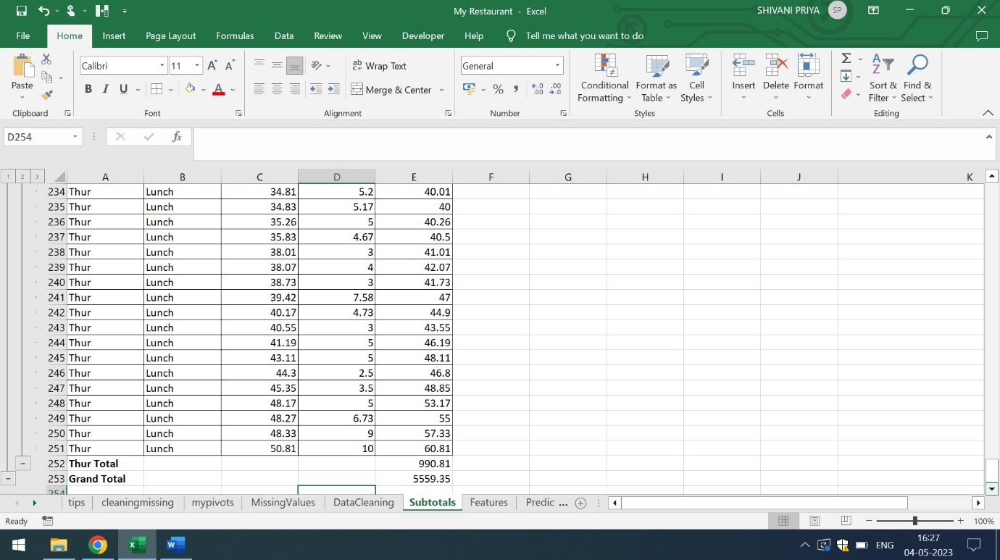 My Restaurant - Excel
SHIVANI PRIYA SP
File Home Insert Page Layout Formulas Data Review View Developer Help Tell me what you want to do
Calibri 11 ab Wrap Text General
Paste B I U Merge & Center % Conditional Formatting Format as Table Cell Styles Insert Delete Format Sort & Filter Find & Select
Clipboard Font Alignment Number Styles Cells Editing
D254 fx
1 2 3 A B C D E F G H I J K
234 Thur Lunch 34.81 5.2 40.01
235 Thur Lunch 34.83 5.17 40
236 Thur Lunch 35.26 5 40.26
237 Thur Lunch 35.83 4.67 40.5
238 Thur Lunch 38.01 3 41.01
239 Thur Lunch 38.07 4 42.07
240 Thur Lunch 38.73 3 41.73
241 Thur Lunch 39.42 7.58 47
242 Thur Lunch 40.17 4.73 44.9
243 Thur Lunch 40.55 3 43.55
244 Thur Lunch 41.19 5 46.19
245 Thur Lunch 43.11 5 48.11
246 Thur Lunch 44.3 2.5 46.8
247 Thur Lunch 45.35 3.5 48.85
248 Thur Lunch 48.17 5 53.17
249 Thur Lunch 48.27 6.73 55
250 Thur Lunch 48.33 9 57.33
251 Thur Lunch 50.81 10 60.81
252 Thur Total 990.81
253 Grand Total 5559.35
254
tips cleaningmissing mypivots MissingValues DataCleaning Subtotals Features Predic ...
Ready 100%
ENG 16:27
04-05-2023